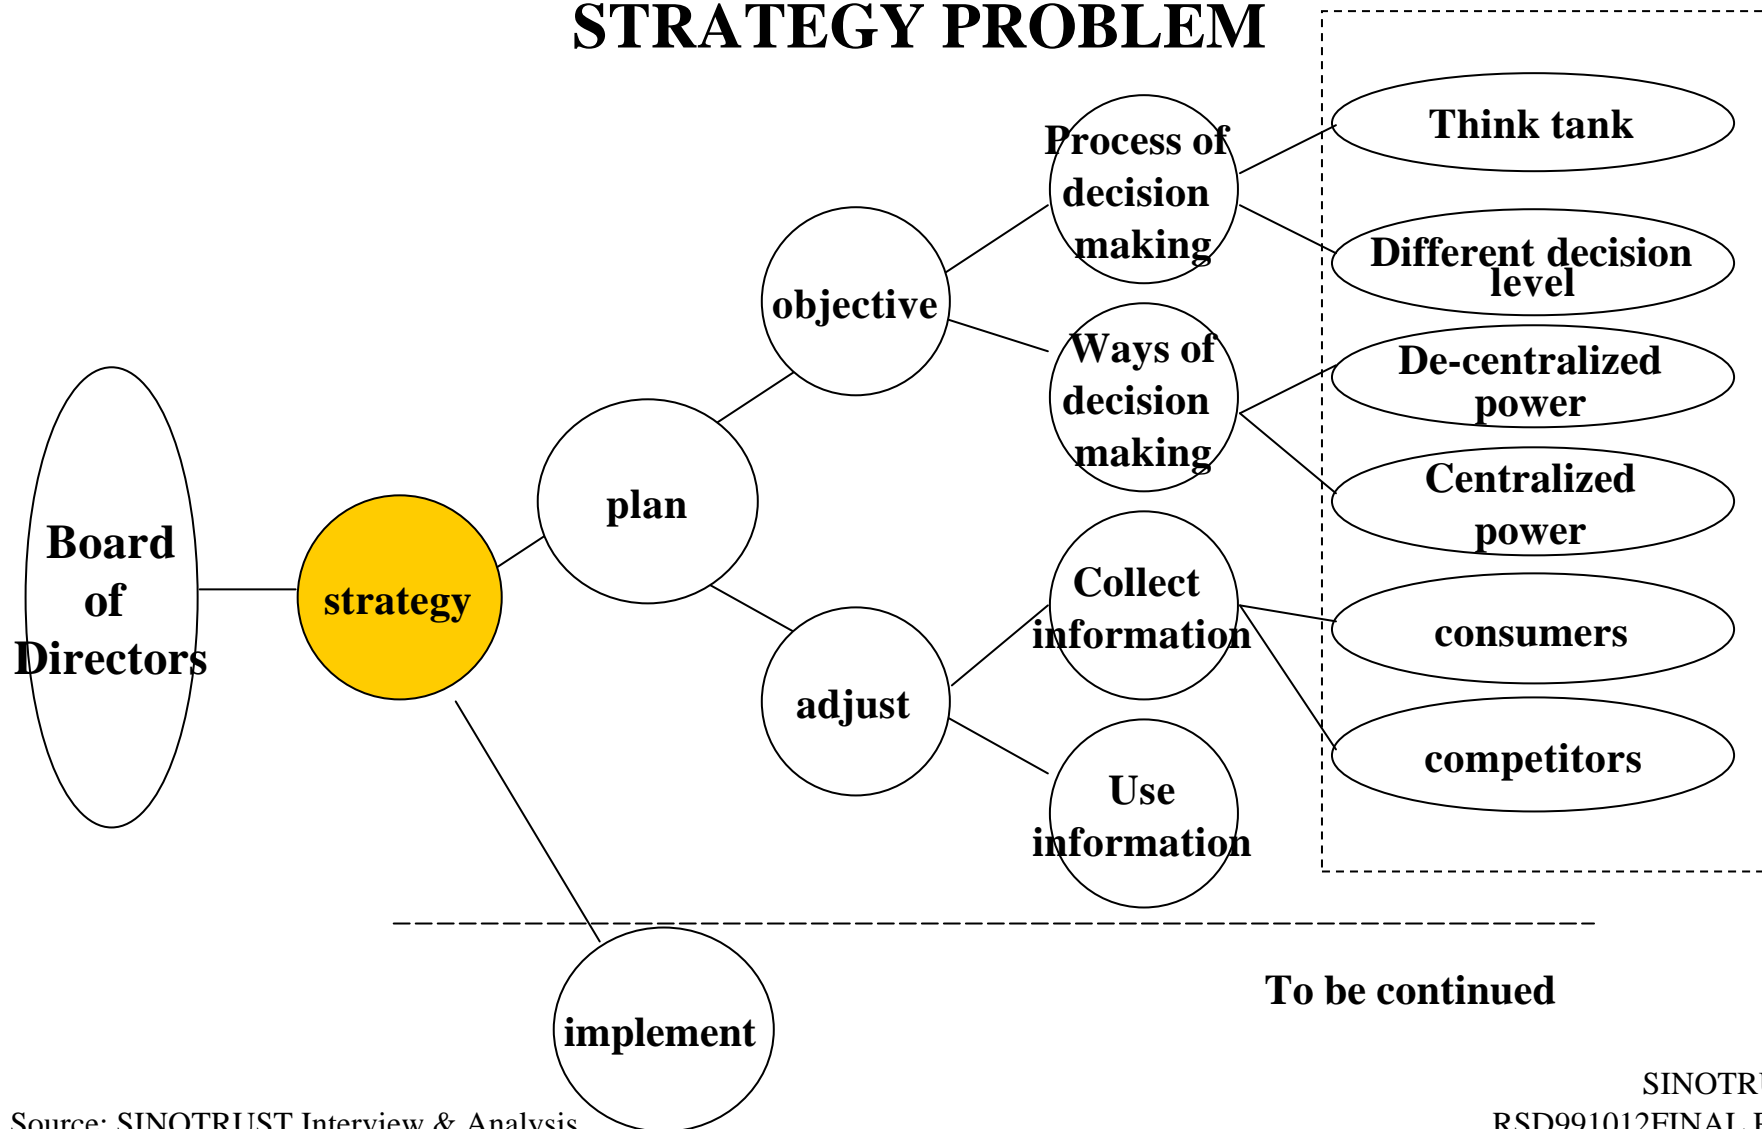 STRATEGY PROBLEM
Board
of
Directors
strategy
plan
implement
objective
adjust
Process of
decision
making
Ways of
decision
making
Collect
information
Use
information
Think tank
Different decision
level
De-centralized
power
Centralized
power
consumers
competitors
To be continued
Source: SINOTRUST Interview & Analysis
SINOTRU
RSD991012FINAL